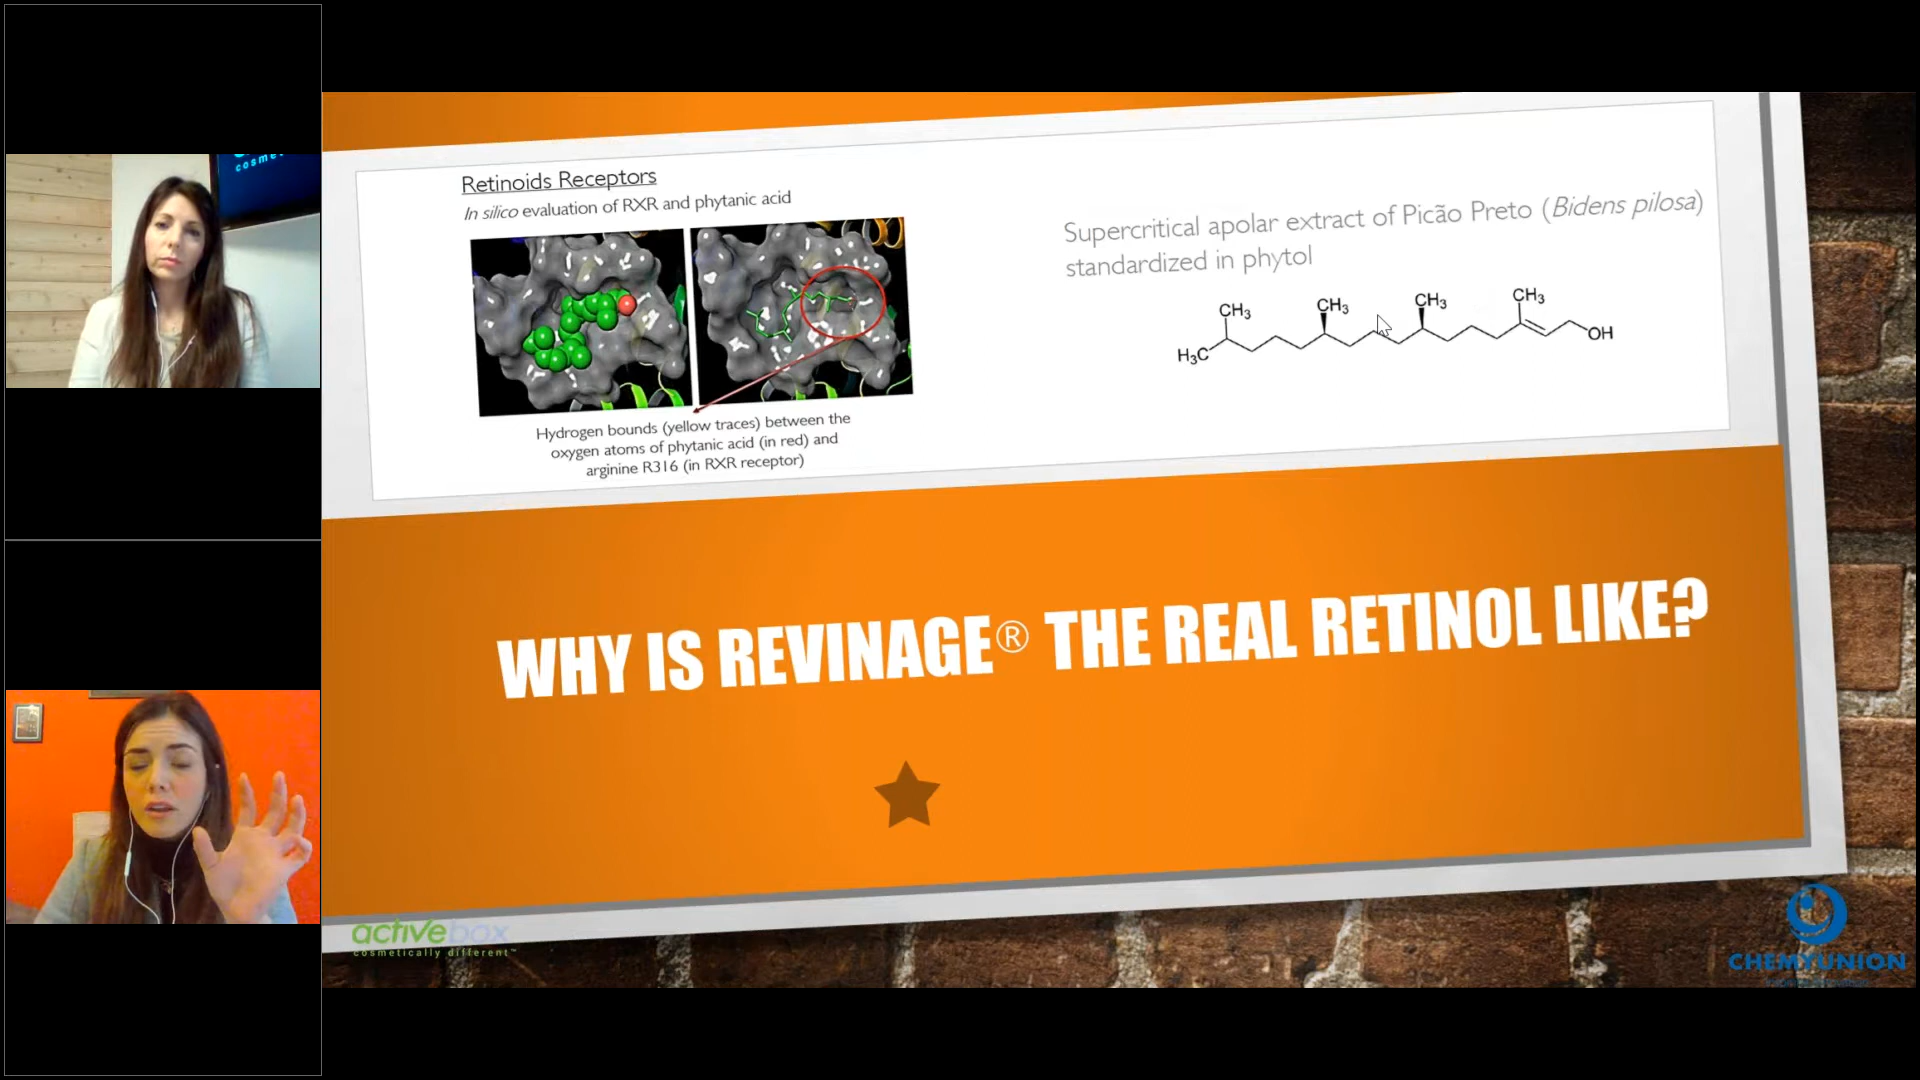 cosme
Retinoids Receptors
In silico evaluation of RXR and phytanic acid
Hydrogen bounds (yellow traces) between the
oxygen atoms of phytanic acid (in red) and
arginine R316 (in RXR receptor)
Supercritical apolar extract of Picão Preto (Bidens pilosa)
standardized in phytol
CH₃ CH₃ CH₃ CH₃
H₃C OH
WHY IS REVINAGE® THE REAL RETINOL LIKE?
activebox
cosmetically different™
CHEMYUNION